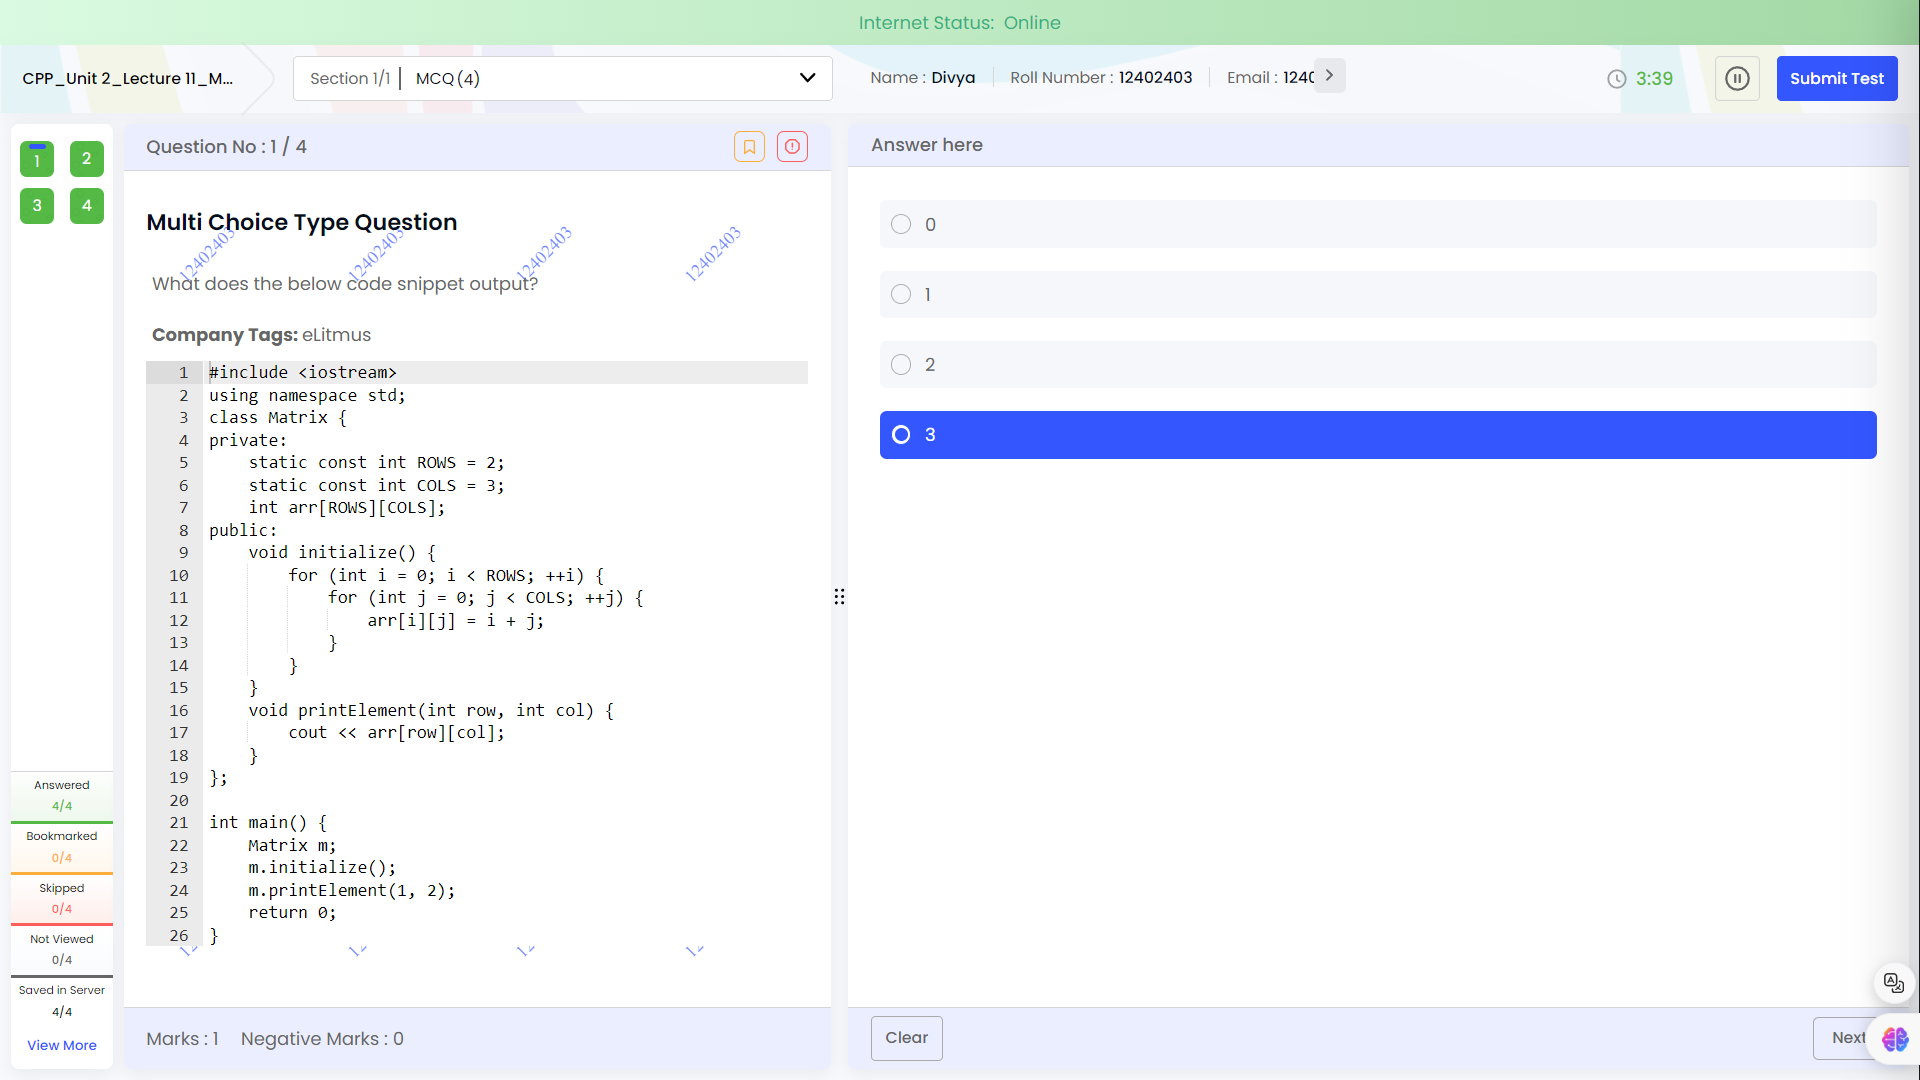 Internet Status: Online
CPP_Unit 2_Lecture 11_M...
Section 1/1 | MCQ (4)
Name : Divya
Roll Number : 12402403
Email : 1240
3:39
Submit Test
1
2
3
4
Answered
4/4
Bookmarked
0/4
Skipped
0/4
Not Viewed
0/4
Saved in Server
4/4
View More
Question No : 1 / 4
Multi Choice Type Question
12402403
12402403
12402403
12402403
What does the below code snippet output?
Company Tags: eLitmus
1 #include <iostream>
2 using namespace std;
3 class Matrix {
4 private:
5     static const int ROWS = 2;
6     static const int COLS = 3;
7     int arr[ROWS][COLS];
8 public:
9     void initialize() {
10         for (int i = 0; i < ROWS; ++i) {
11             for (int j = 0; j < COLS; ++j) {
12                 arr[i][j] = i + j;
13             }
14         }
15     }
16     void printElement(int row, int col) {
17         cout << arr[row][col];
18     }
19 };
20
21 int main() {
22     Matrix m;
23     m.initialize();
24     m.printElement(1, 2);
25     return 0;
26 }
Marks : 1
Negative Marks : 0
Answer here
0
1
2
3
Clear
Next